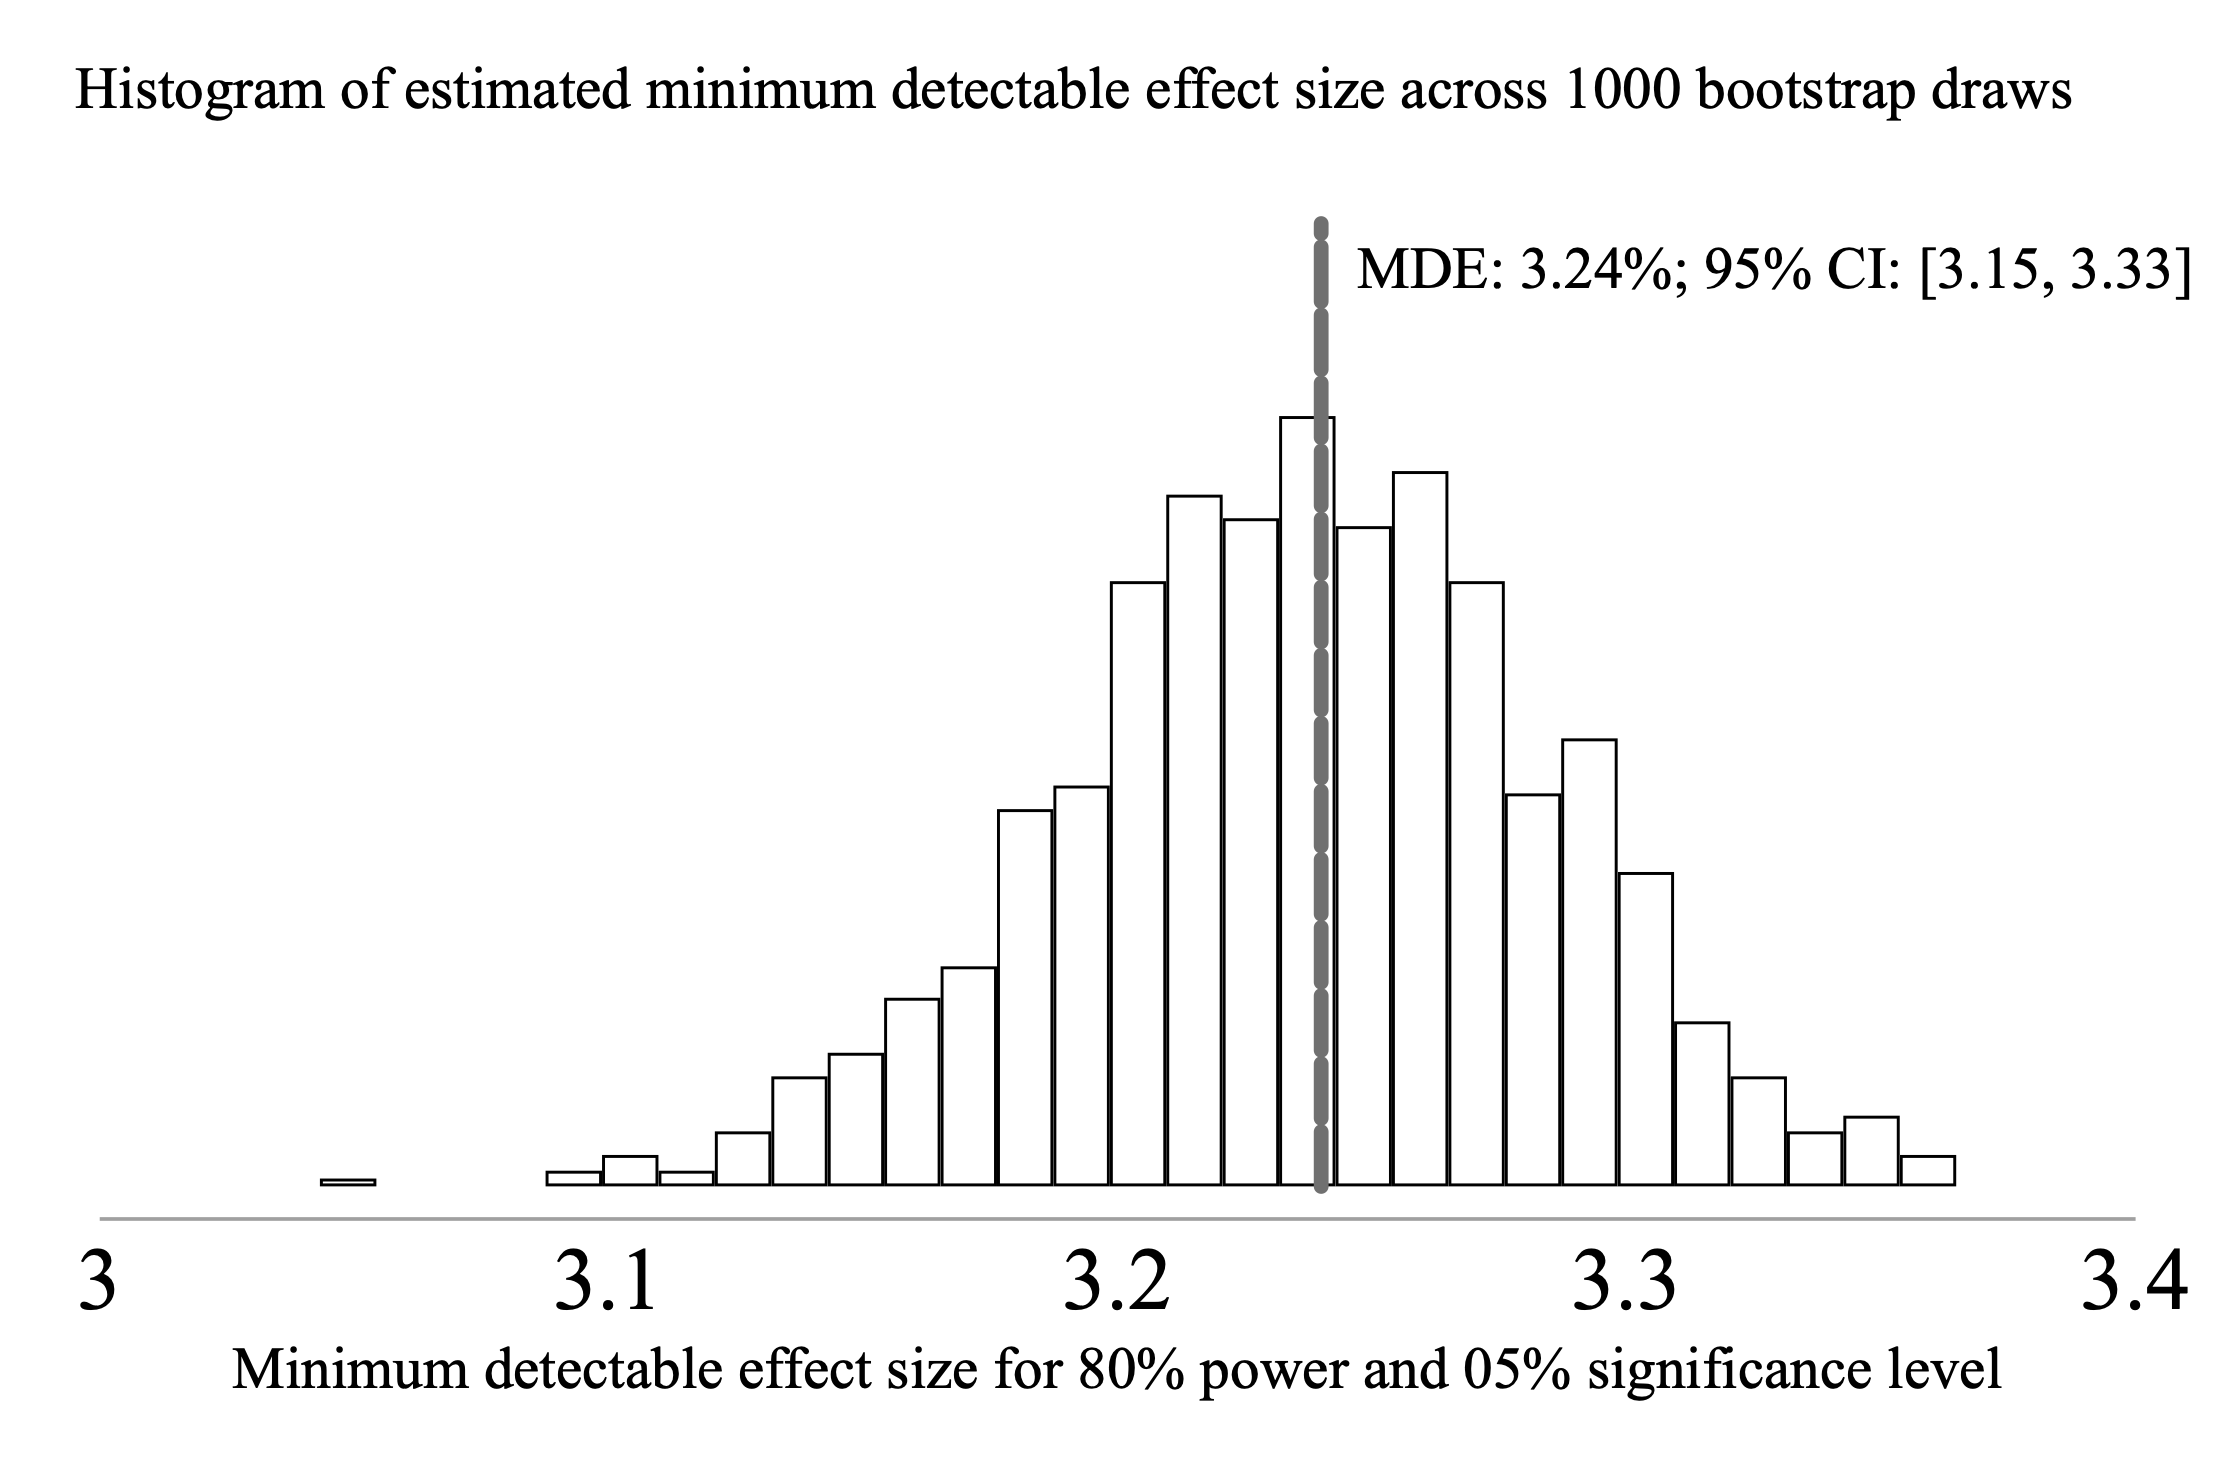 Histogram of estimated minimum detectable effect size across 1000 bootstrap draws
MDE: 3.24%; 95% CI: [3.15, 3.33]
3 3.1 3.2 3.3 3.4
Minimum detectable effect size for 80% power and 05% significance level